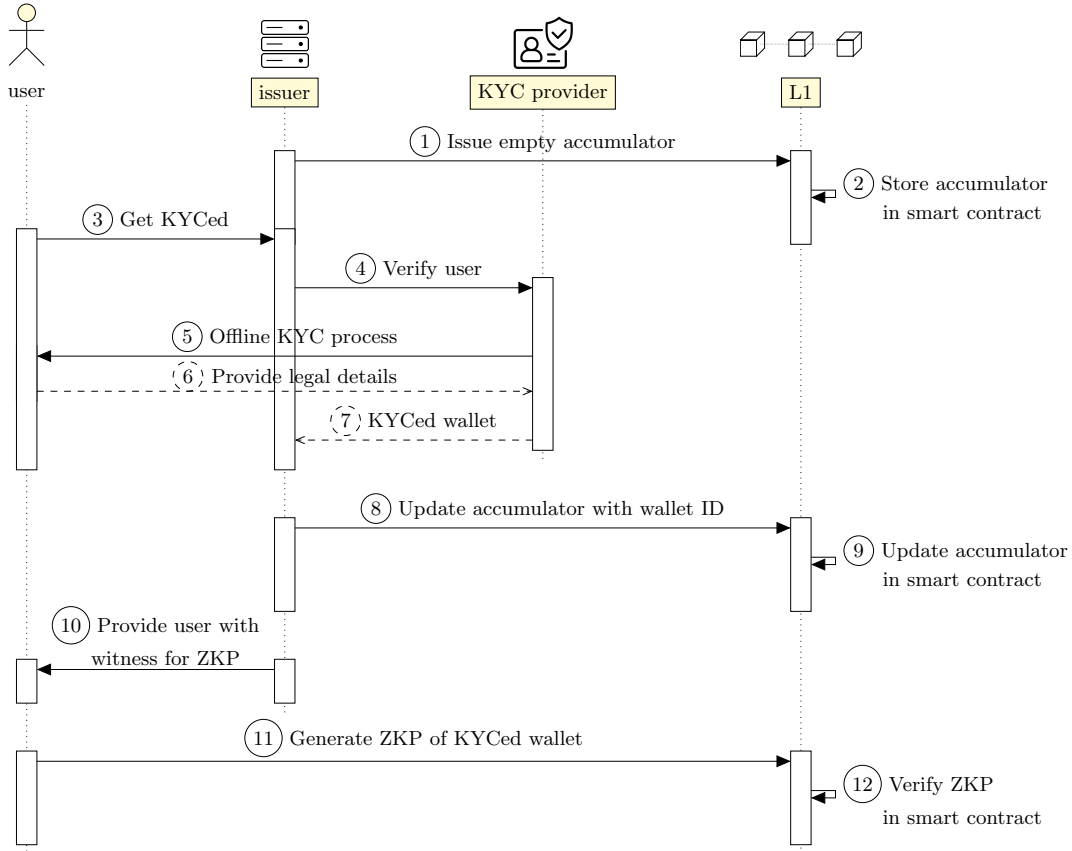 user
issuer
KYC provider
L1
1 Issue empty accumulator
2 Store accumulator
in smart contract
3 Get KYCed
4 Verify user
5 Offline KYC process
6 Provide legal details
7 KYCed wallet
8 Update accumulator with wallet ID
9 Update accumulator
in smart contract
10 Provide user with
witness for ZKP
11 Generate ZKP of KYCed wallet
12 Verify ZKP
in smart contract